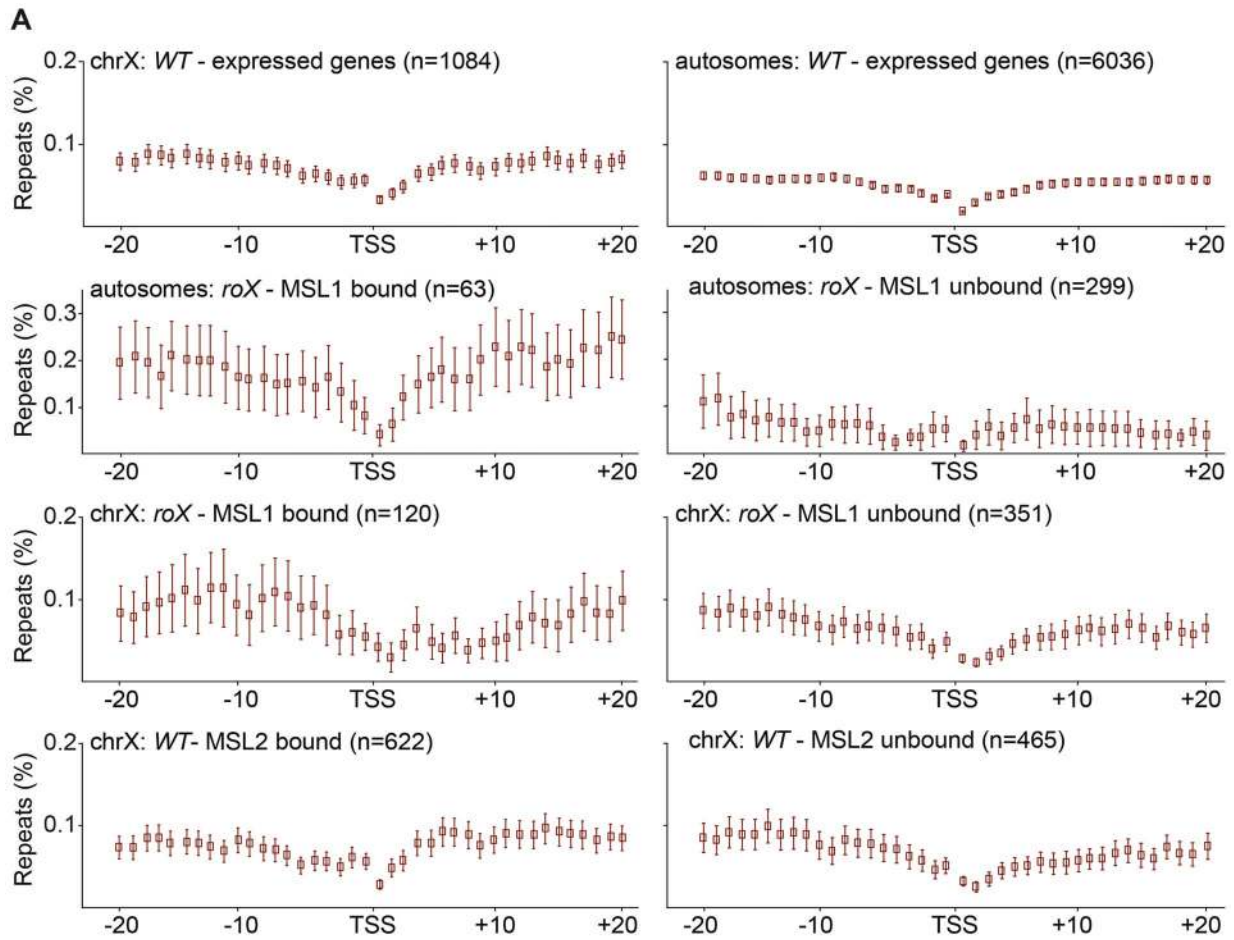 A
chrX: WT - expressed genes (n=1084)
Repeats (%)
0.2
0.1
-20 -10 TSS +10 +20
autosomes: WT - expressed genes (n=6036)
-20 -10 TSS +10 +20
autosomes: roX - MSL1 bound (n=63)
Repeats (%)
0.3
0.2
0.1
-20 -10 TSS +10 +20
autosomes: roX - MSL1 unbound (n=299)
-20 -10 TSS +10 +20
chrX: roX - MSL1 bound (n=120)
Repeats (%)
0.2
0.1
-20 -10 TSS +10 +20
chrX: roX - MSL1 unbound (n=351)
-20 -10 TSS +10 +20
chrX: WT- MSL2 bound (n=622)
Repeats (%)
0.2
0.1
-20 -10 TSS +10 +20
chrX: WT - MSL2 unbound (n=465)
-20 -10 TSS +10 +20